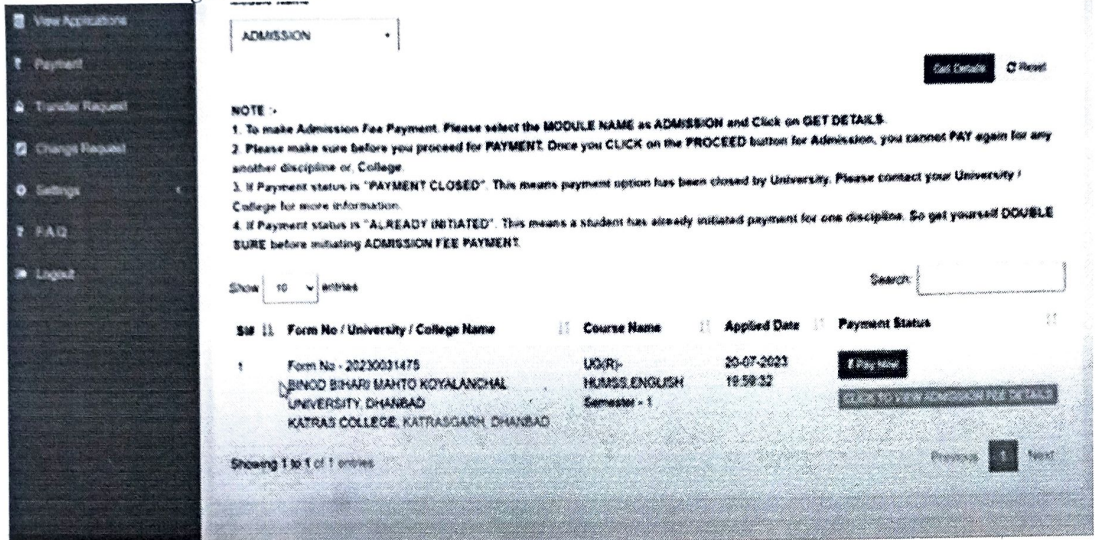 View Applications
Payment
Transfer Request
Change Request
Settings
F.A.Q
Logout
ADMISSION
Get Details Reset
NOTE :-
1. To make Admission Fee Payment. Please select the MODULE NAME as ADMISSION and Click on GET DETAILS.
2. Please make sure before you proceed for PAYMENT. Once you CLICK on the PROCEED button for Admission, you cannot PAY again for any
another discipline or, College.
3. If Payment status is "PAYMENT CLOSED". This means payment option has been closed by University. Please contact your University /
College for more information.
4. If Payment status is "ALREADY INITIATED". This means a student has already initiated payment for one discipline. So get yourself DOUBLE
SURE before initiating ADMISSION FEE PAYMENT.
Show 10 entries
Search:
Sl# Form No / University / College Name Course Name Applied Date Payment Status
1 Form No - 20230031475 UG(R)- 20-07-2023 ₹ Pay Now
BINOD BIHARI MAHTO KOYALANCHAL HUMSS,ENGLISH 19:59:32
UNIVERSITY, DHANBAD Semester - 1 CLICK TO VIEW ADMISSION FEE DETAILS
KATRAS COLLEGE, KATRASGARH, DHANBAD
Showing 1 to 1 of 1 entries
Previous 1 Next